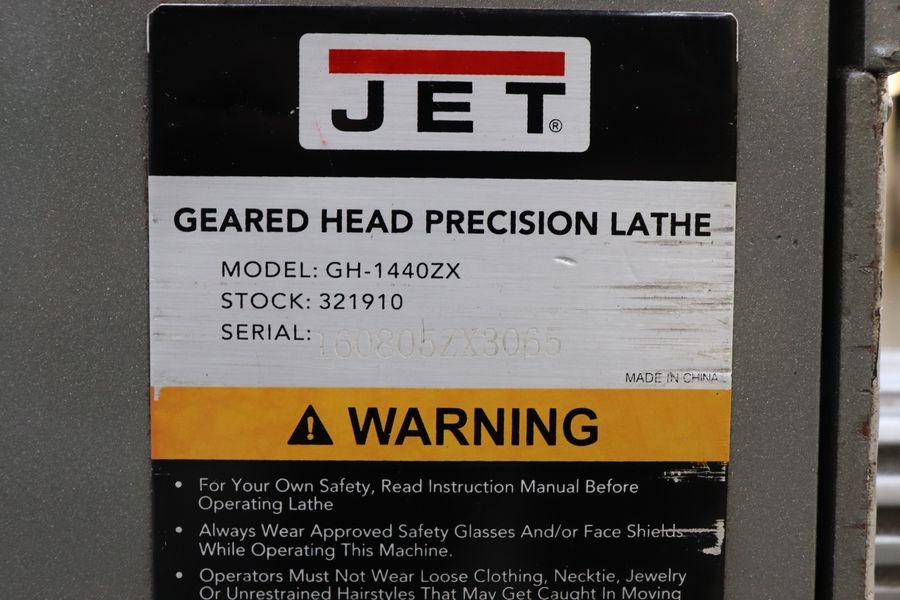 JET®
GEARED HEAD PRECISION LATHE
MODEL: GH-1440ZX
STOCK: 321910
SERIAL: 160805ZX3065
MADE IN CHINA
WARNING
• For Your Own Safety, Read Instruction Manual Before
Operating Lathe
• Always Wear Approved Safety Glasses And/or Face Shields
While Operating This Machine.
• Operators Must Not Wear Loose Clothing, Necktie, Jewelry
Or Unrestrained Hairstyles That May Get Caught In Moving